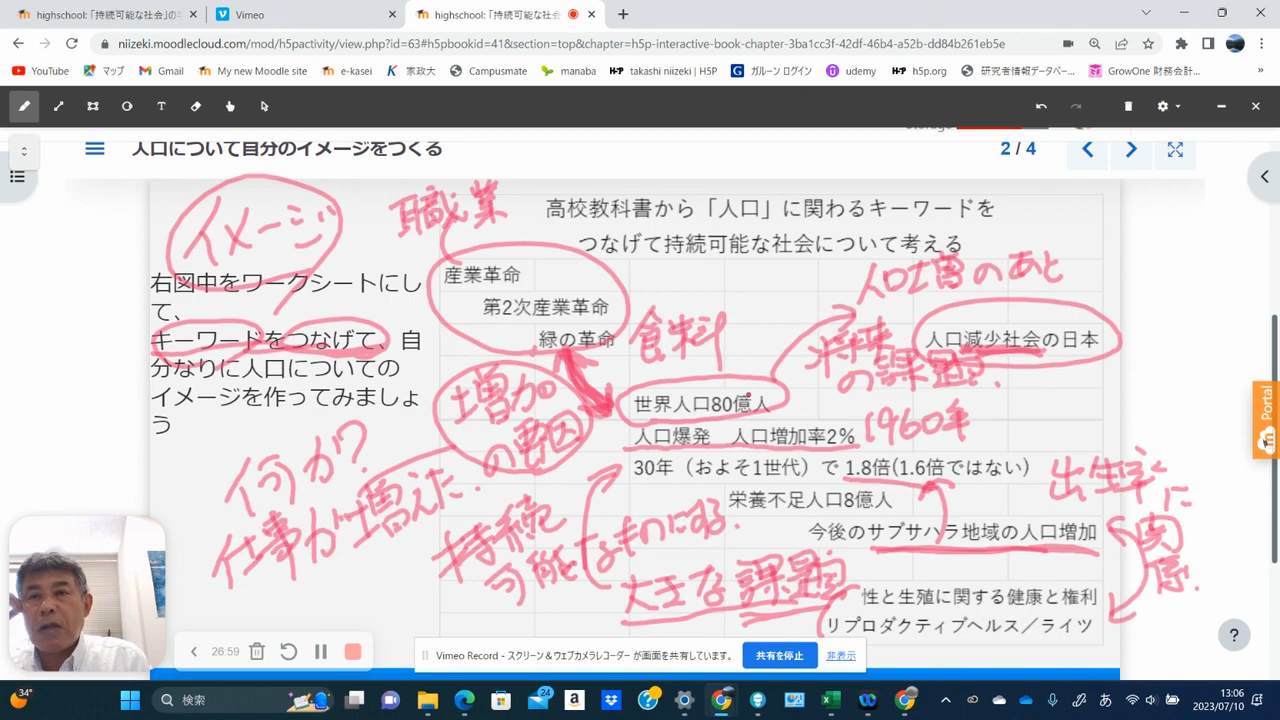 highschool:「持続可能な社会」の
Vimeo
highschool:「持続可能な社会
niizeki.moodlecloud.com/mod/h5pactivity/view.php?id=63#h5pbookid=41&section=top&chapter=h5p-interactive-book-chapter-3ba1cc3f-42df-46b4-a52b-dd84b261eb5e
YouTube マップ Gmail My new Moodle site e-kasei 家政大 Campusmate manaba takashi niizeki | H5P ガルーン ログイン udemy h5p.org 研究者情報データベー... GrowOne 財務会計...
人口について自分のイメージをつくる
2 / 4
イメージ
職業
高校教科書から「人口」に関わるキーワードを
つなげて持続可能な社会について考える
右図中をワークシートにし
て、
キーワードをつなげて、自
分なりに人口についての
イメージを作ってみましょ
う
産業革命
第2次産業革命
緑の革命
食料
人口増のあと
将来
の課題.
人口減少社会の日本
増加
の要因
世界人口80億人
人口爆発 人口増加率2%
1960年
30年（およそ1世代）で 1.8倍(1.6倍ではない)
栄養不足人口8億人
今後のサブサハラ地域の人口増加
何か?
仕事が増えた.
持続
可能なものになる.
大きな課題
出生率に
関係.
性と生殖に関する健康と権利
リプロダクティブヘルス／ライツ
Portal
26:59
Vimeo Record - スクリーン＆ウェブカメラレコーダー が画面を共有しています。
共有を停止
非表示
?
34°
検索
24
あ
13:06
2023/07/10